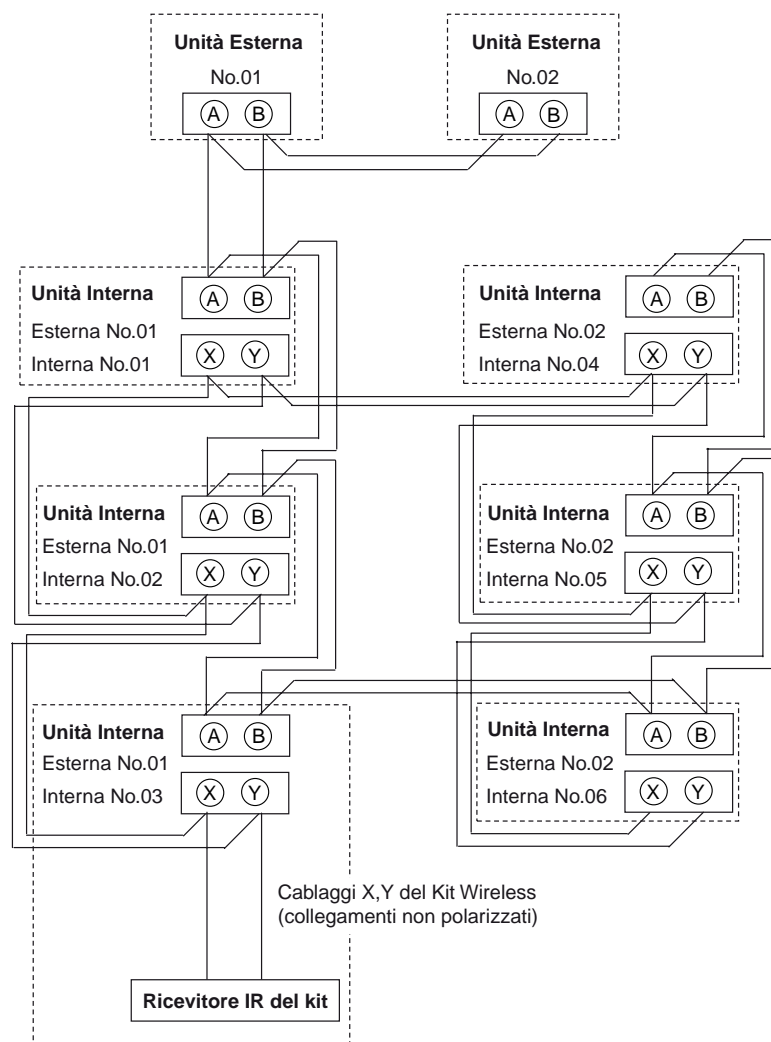 Unità Esterna
No.01
A B
Unità Esterna
No.02
A B
Unità Interna
A B
Esterna No.01
Interna No.01
X Y
Unità Interna
A B
Esterna No.02
Interna No.04
X Y
Unità Interna
A B
Esterna No.01
Interna No.02
X Y
Unità Interna
A B
Esterna No.02
Interna No.05
X Y
Unità Interna
A B
Esterna No.01
Interna No.03
X Y
Unità Interna
A B
Esterna No.02
Interna No.06
X Y
Cablaggi X,Y del Kit Wireless
(collegamenti non polarizzati)
Ricevitore IR del kit